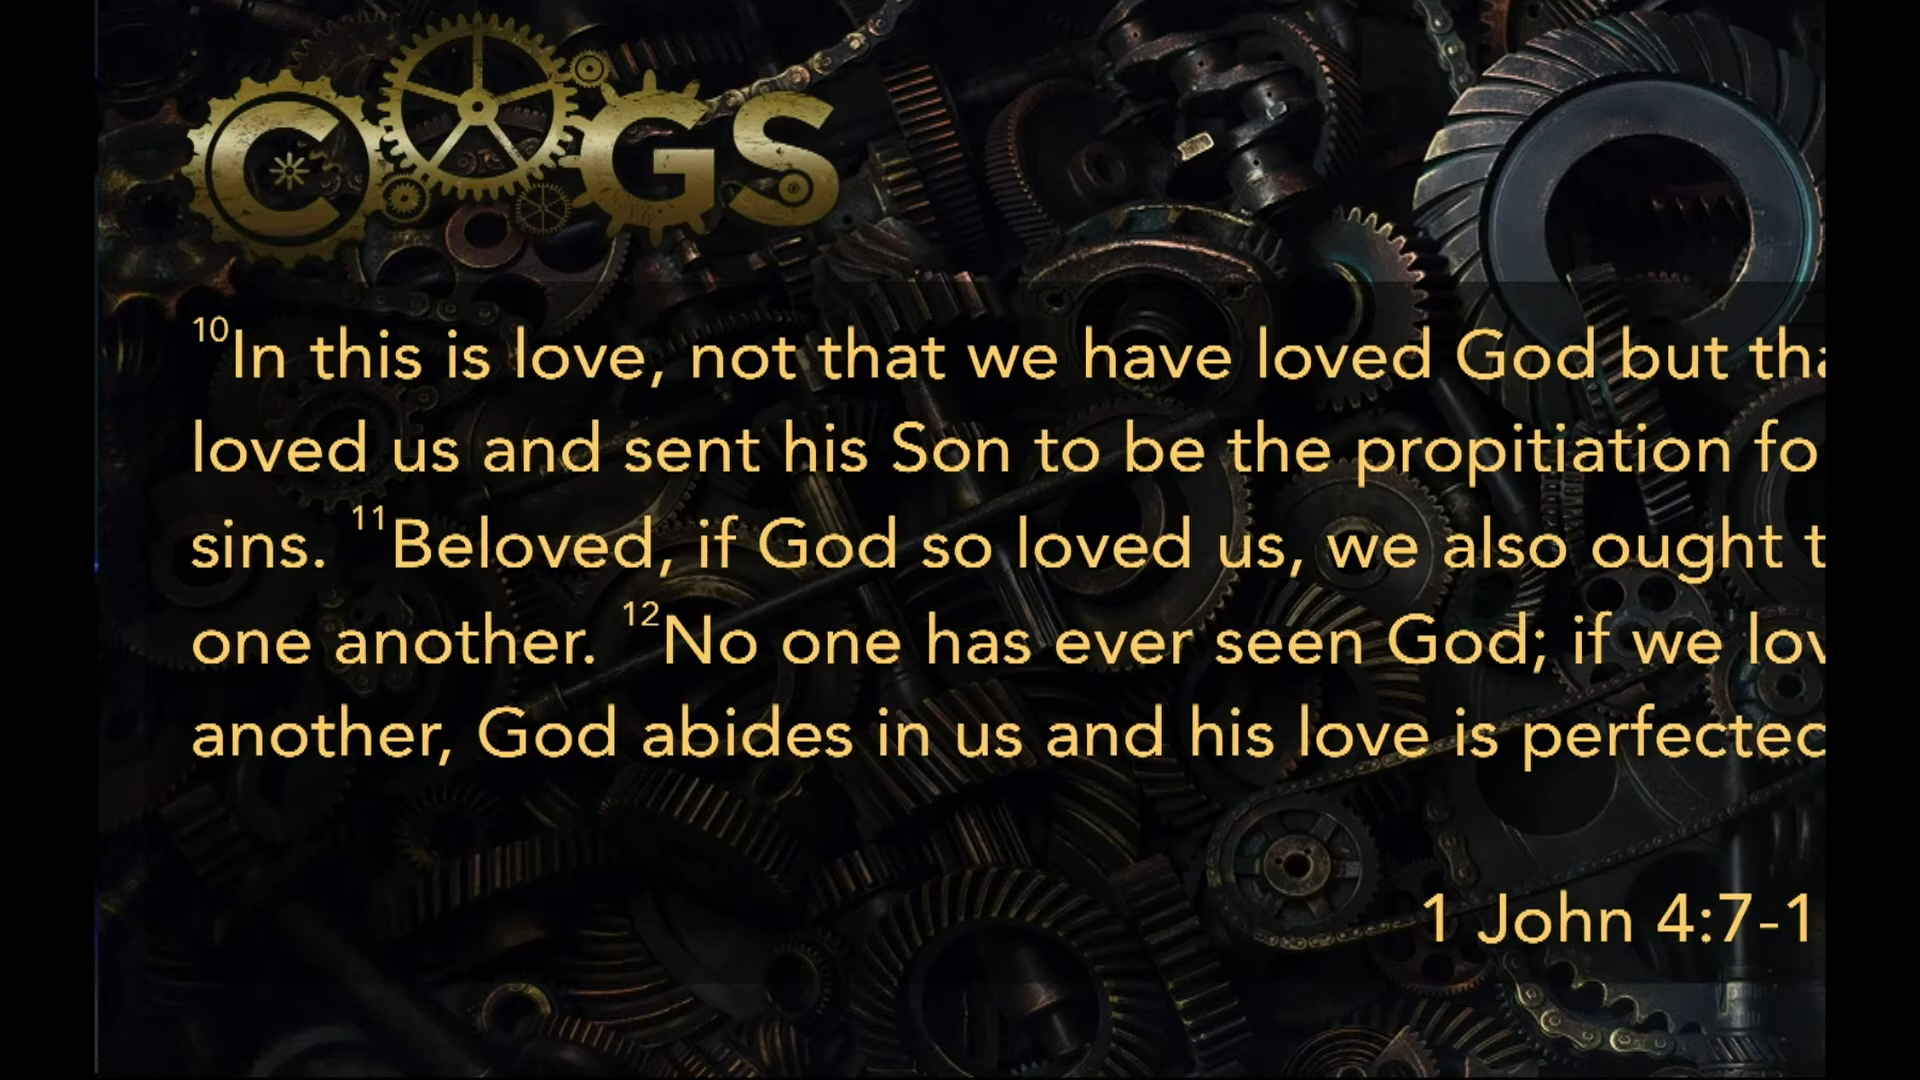 COGS
10In this is love, not that we have loved God but tha
loved us and sent his Son to be the propitiation fo
sins. 11Beloved, if God so loved us, we also ought t
one another. 12No one has ever seen God; if we lov
another, God abides in us and his love is perfected
1 John 4:7-1